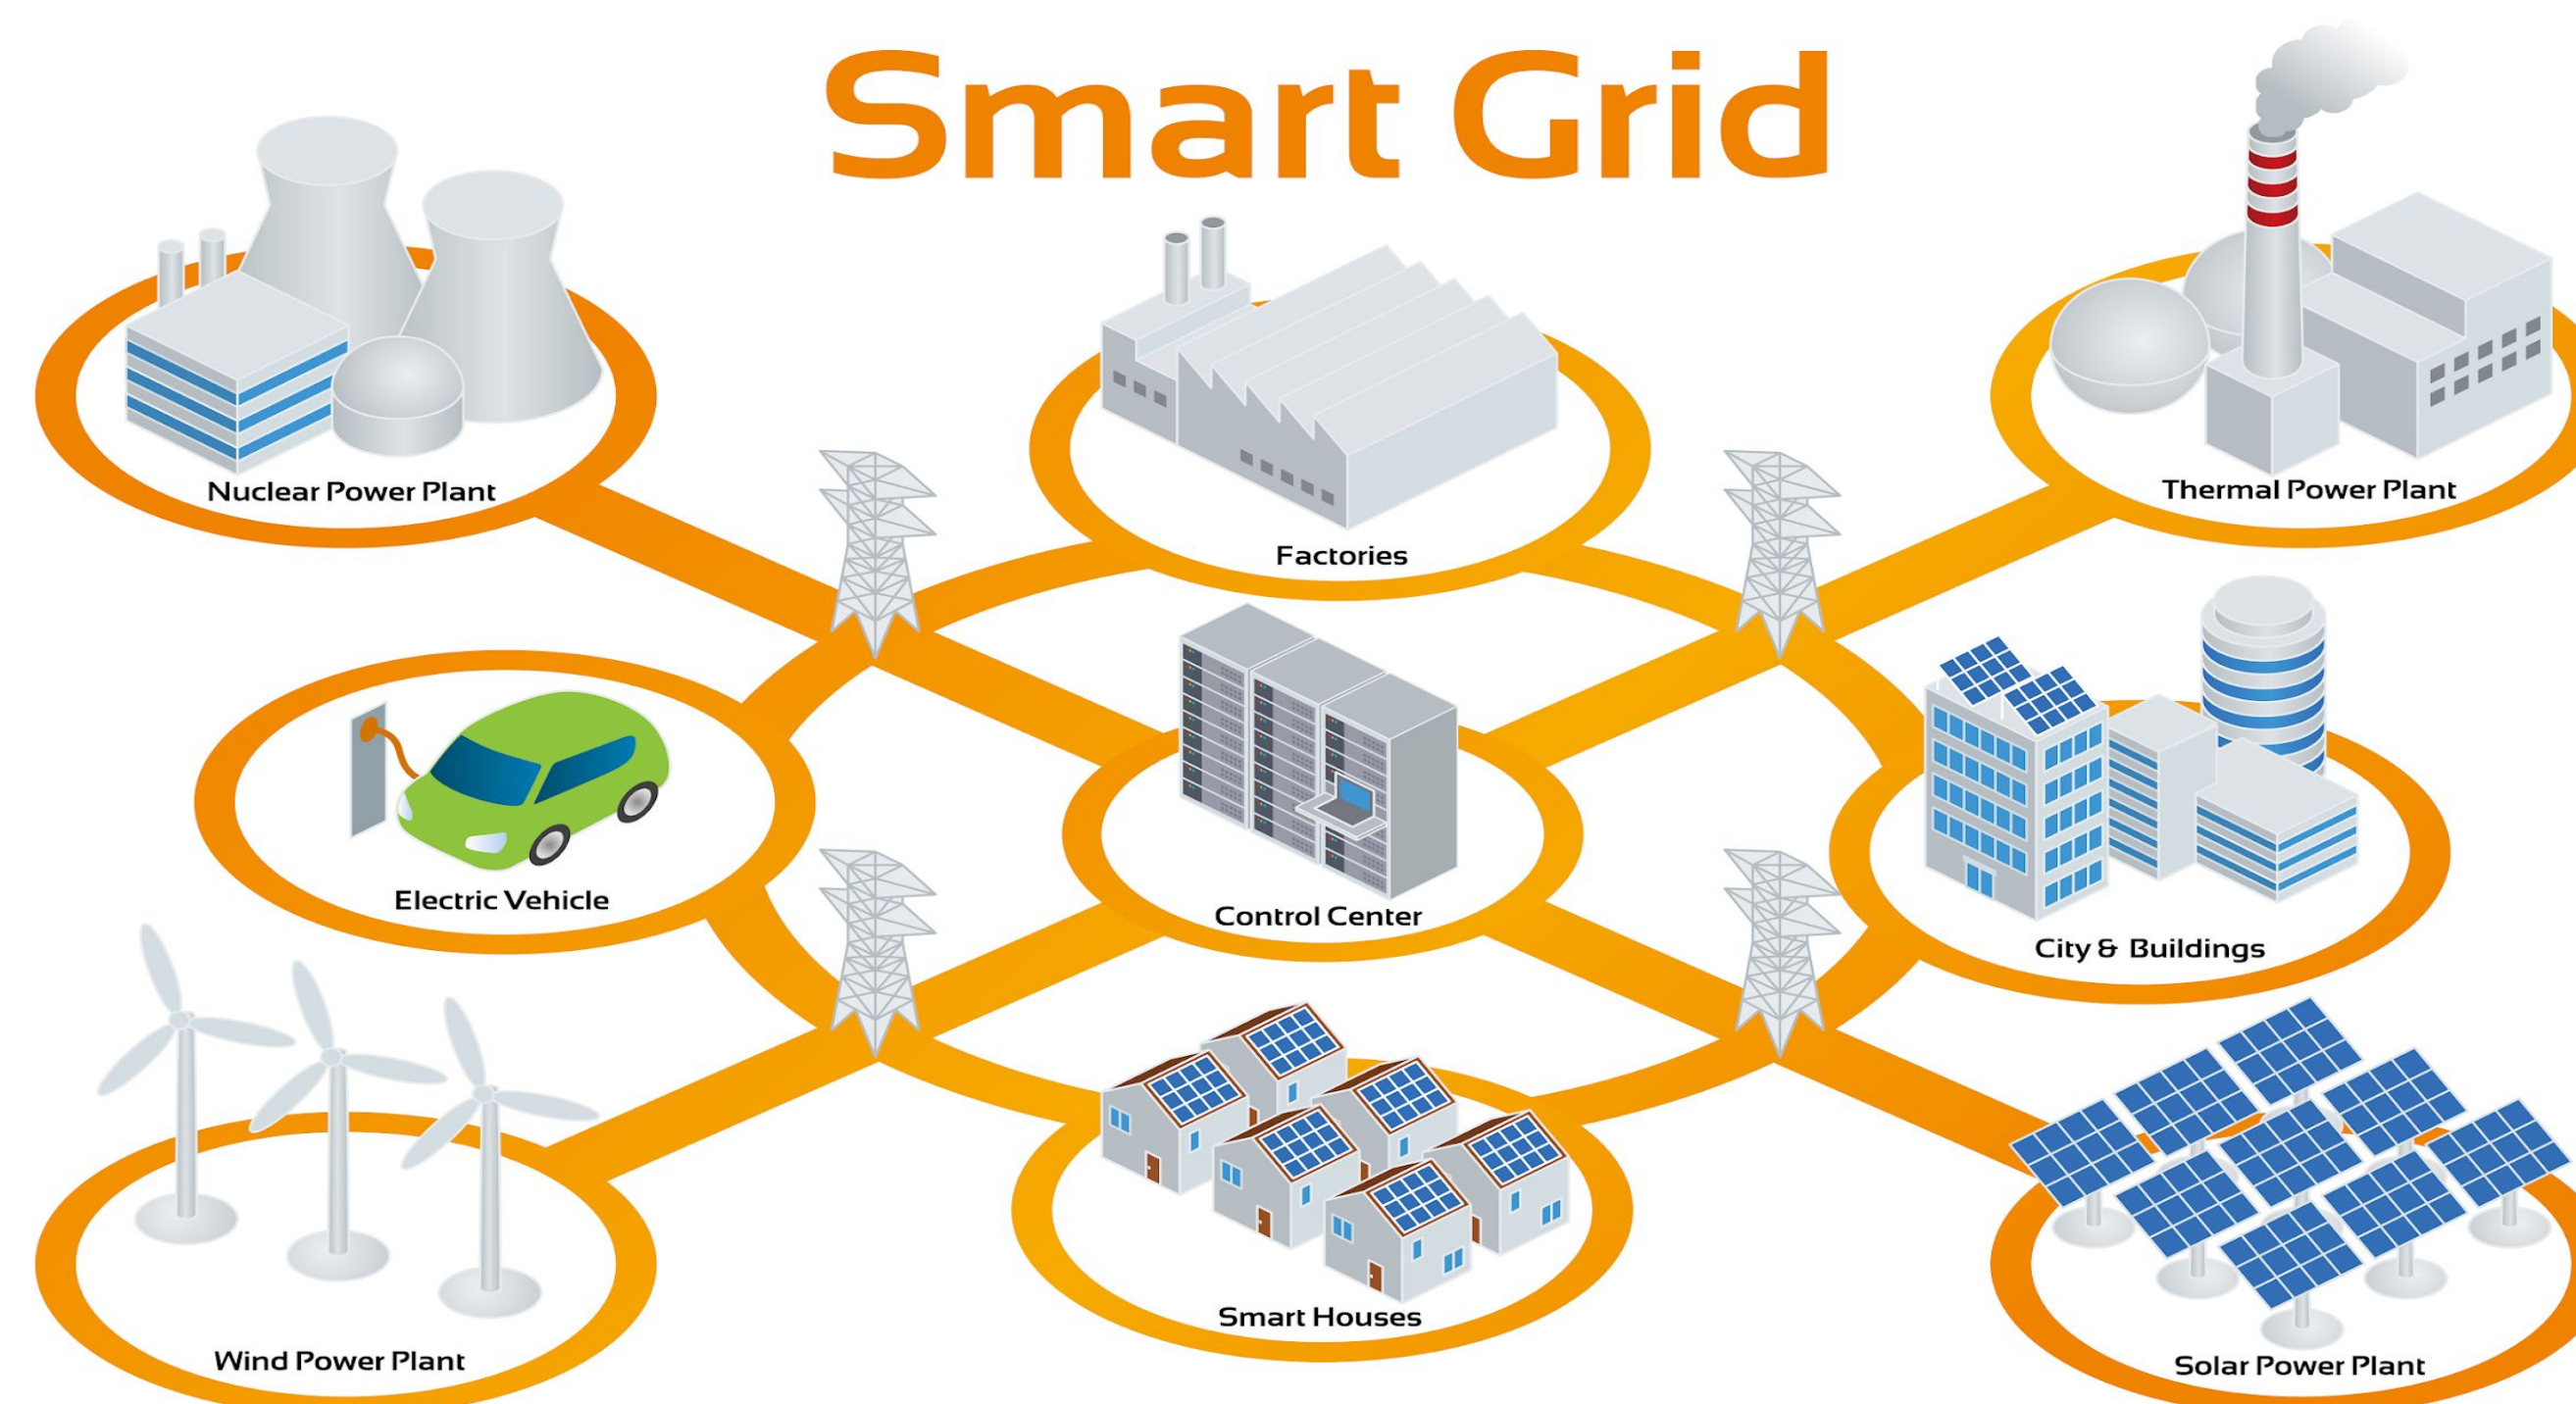 Smart Grid
Nuclear Power Plant
Factories
Thermal Power Plant
Electric Vehicle
Control Center
City & Buildings
Wind Power Plant
Smart Houses
Solar Power Plant